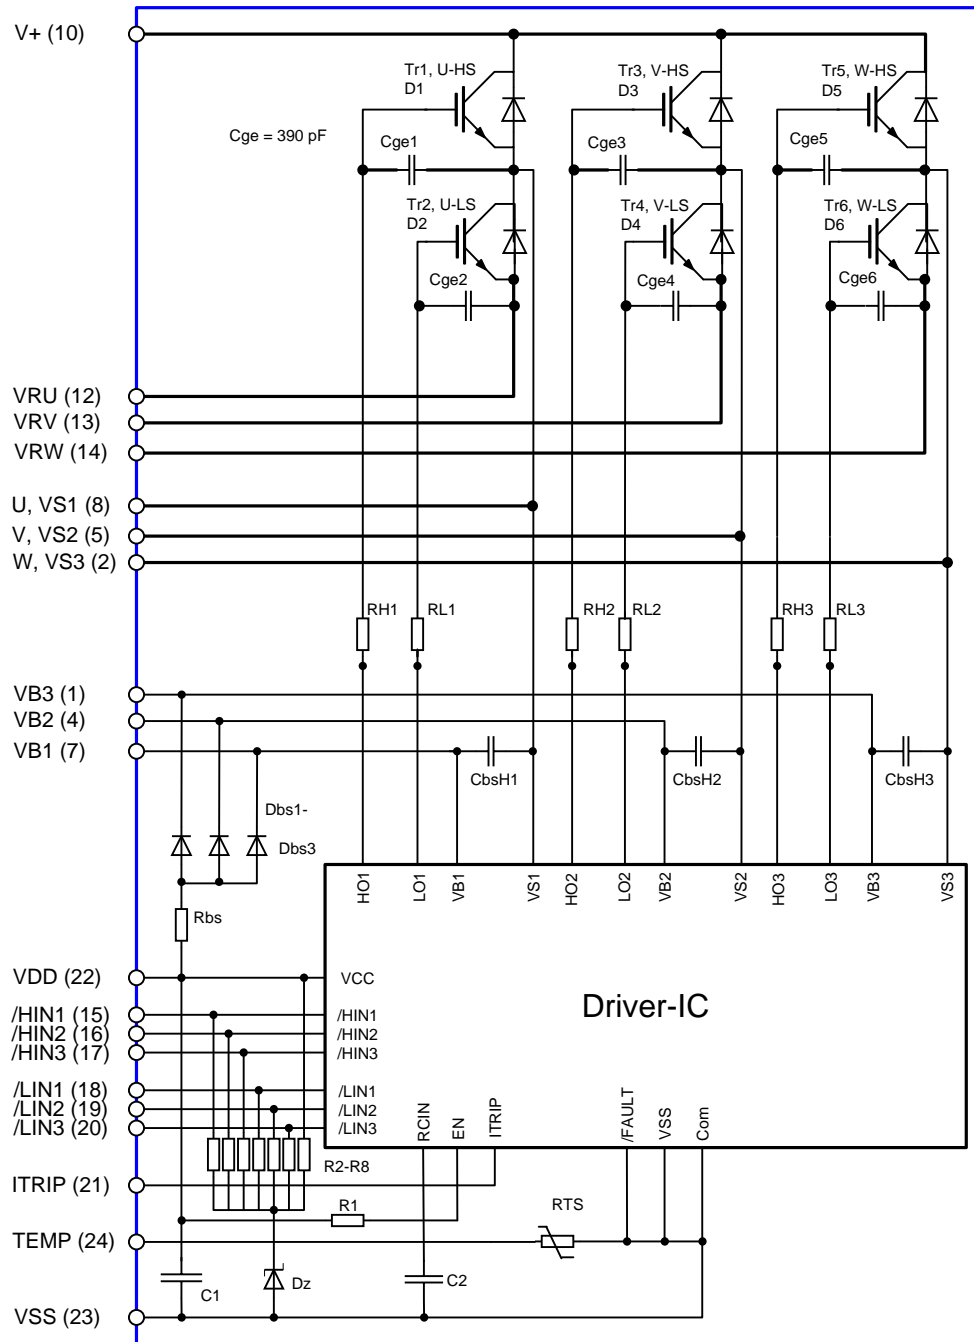 V+ (10)
Tr1, U-HS
D1
Tr3, V-HS
D3
Tr5, W-HS
D5
Cge = 390 pF
Cge1
Cge3
Cge5
Tr2, U-LS
D2
Tr4, V-LS
D4
Tr6, W-LS
D6
Cge2
Cge4
Cge6
VRU (12)
VRV (13)
VRW (14)
U, VS1 (8)
V, VS2 (5)
W, VS3 (2)
RH1
RL1
RH2
RL2
RH3
RL3
VB3 (1)
VB2 (4)
VB1 (7)
CbsH1
CbsH2
CbsH3
Dbs1-
Dbs3
Rbs
HO1
LO1
VB1
VS1
HO2
LO2
VB2
VS2
HO3
LO3
VB3
VS3
VDD (22)
VCC
Driver-IC
/HIN1 (15)
/HIN1
/HIN2 (16)
/HIN2
/HIN3 (17)
/HIN3
/LIN1 (18)
/LIN1
/LIN2 (19)
/LIN2
/LIN3 (20)
/LIN3
RCIN
EN
ITRIP
/FAULT
VSS
Com
R2-R8
ITRIP (21)
R1
RTS
TEMP (24)
C1
Dz
C2
VSS (23)